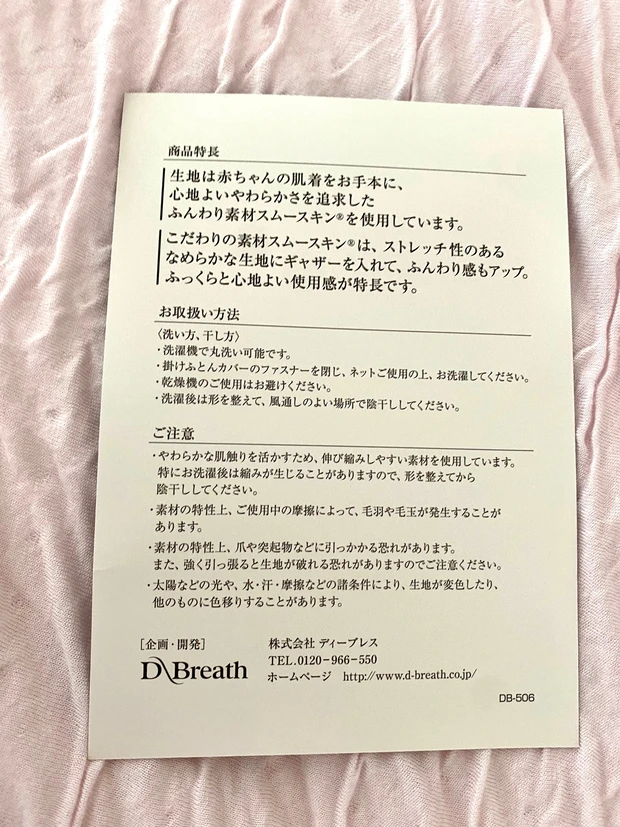 商品特長
生地は赤ちゃんの肌着をお手本に、
心地よいやわらかさを追求した
ふんわり素材スムースキン®を使用しています。
こだわりの素材スムースキン®は、ストレッチ性のある
なめらかな生地にギャザーを入れて、ふんわり感もアップ。
ふっくらと心地よい使用感が特長です。
お取扱い方法
〈洗い方、干し方〉
・洗濯機で丸洗い可能です。
・掛けふとんカバーのファスナーを閉じ、ネットご使用の上、お洗濯してください。
・乾燥機のご使用はお避けください。
・洗濯後は形を整えて、風通しのよい場所で陰干ししてください。
ご注意
・やわらかな肌触りを活かすため、伸び縮みしやすい素材を使用しています。
特にお洗濯後は縮みが生じることがありますので、形を整えてから
陰干ししてください。
・素材の特性上、ご使用中の摩擦によって、毛羽や毛玉が発生することが
あります。
・素材の特性上、爪や突起物などに引っかかる恐れがあります。
また、強く引っ張ると生地が破れる恐れがありますのでご注意ください。
・太陽などの光や、水・汗・摩擦などの諸条件により、生地が変色したり、
他のものに色移りすることがあります。
[企画・開発]
D\Breath
株式会社 ディーブレス
TEL.0120-966-550
ホームページ http://www.d-breath.co.jp/
DB-506